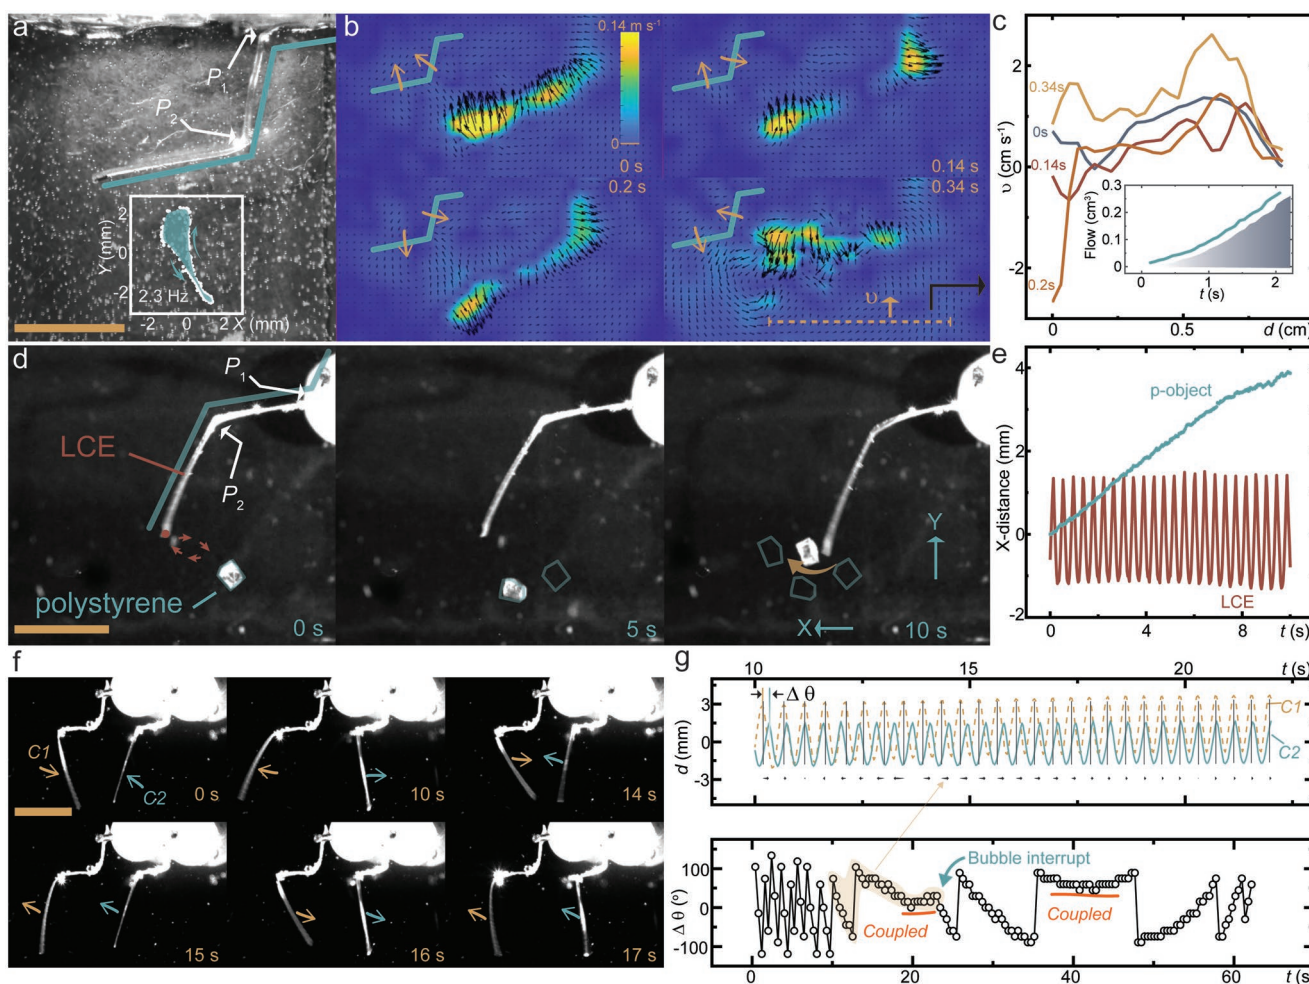 a
P1
P2
Y (mm)
2
0
-2
2.3 Hz
-2
0
2
X (mm)
b
0.14 m s⁻¹
0
0 s
0.14 s
0.2 s
0.34 s
υ
c
υ (cm s⁻¹)
2
0
-2
0.34s
0s
0.14s
0.2s
Flow (cm³)
0.3
0.2
0.1
0
0
1
2
t (s)
0
0.5
d (cm)
d
P1
LCE
P2
polystyrene
0 s
5 s
Y
X
10 s
e
X-distance (mm)
4
2
0
-2
p-object
LCE
0
4
8
t (s)
f
C1
C2
0 s
10 s
14 s
15 s
16 s
17 s
g
10
15
20
t (s)
Δ θ
d (mm)
3
0
-3
C1
C2
Δ θ (º)
100
0
-100
Bubble interrupt
Coupled
Coupled
0
20
40
60
t (s)